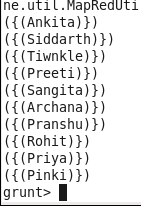 ne.util.MapRedUti
({(Ankita)})
({(Siddarth)})
({(Tiwnkle)})
({(Preeti)})
({(Sangita)})
({(Archana)})
({(Pranshu)})
({(Rohit)})
({(Priya)})
({(Pinki)})
grunt>